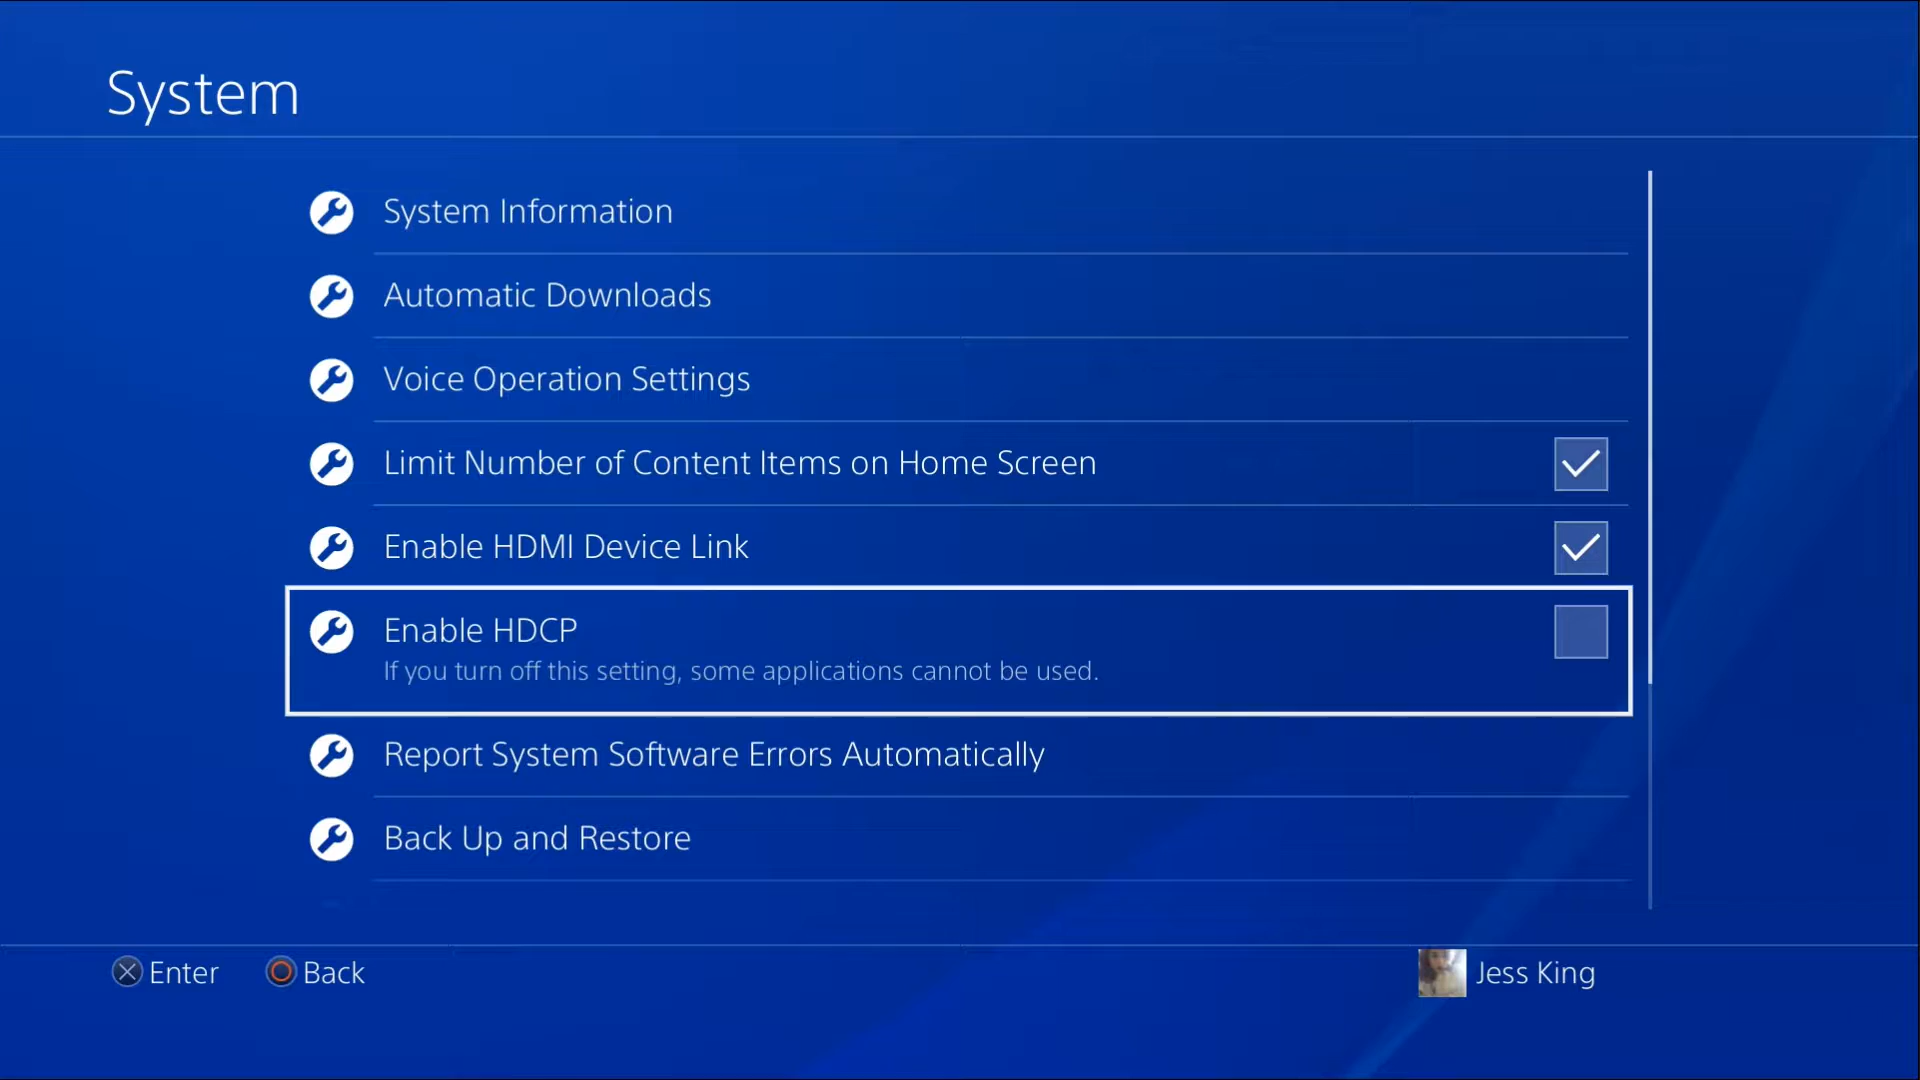 System
System Information
Automatic Downloads
Voice Operation Settings
Limit Number of Content Items on Home Screen
Enable HDMI Device Link
Enable HDCP
If you turn off this setting, some applications cannot be used.
Report System Software Errors Automatically
Back Up and Restore
Enter Back Jess King